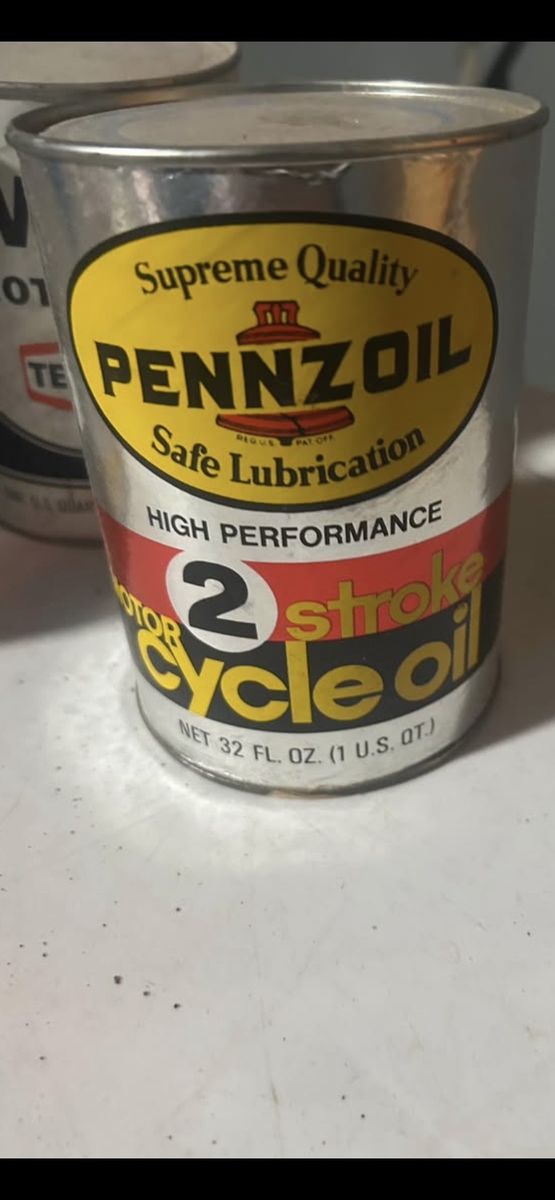 Supreme Quality
PENNZOIL
REG. U.S. PAT. OFF.
Safe Lubrication
HIGH PERFORMANCE
2 stroke
MOTOR
cycle oil
NET 32 FL. OZ. (1 U.S. QT.)
TE